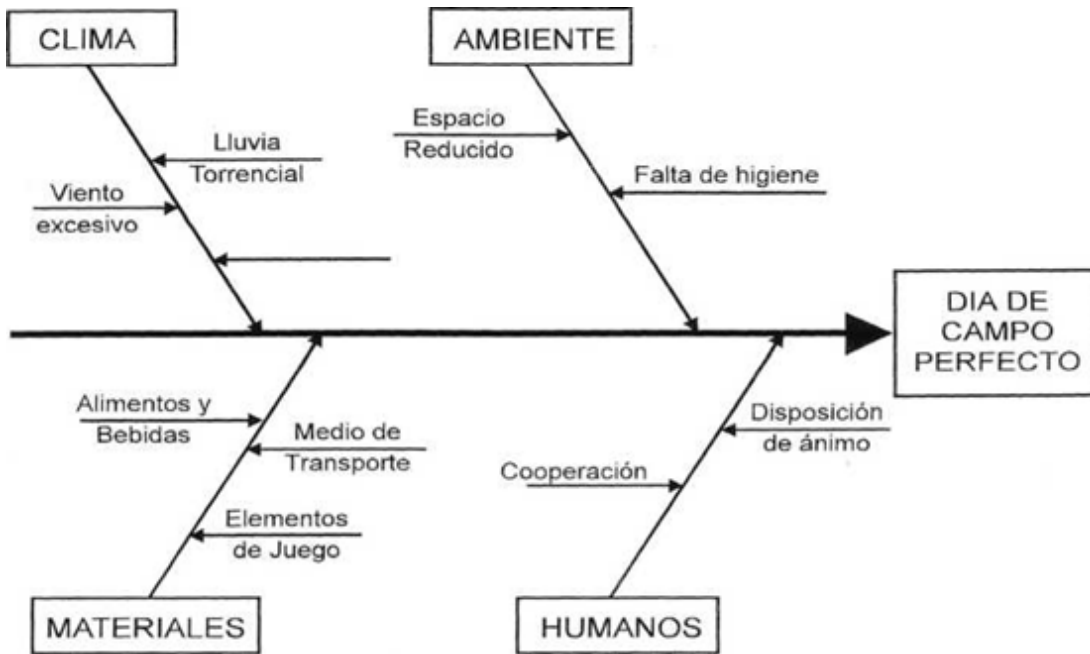 CLIMA
AMBIENTE
Lluvia
Torrencial
Viento
excesivo
Espacio
Reducido
Falta de higiene
DIA DE
CAMPO
PERFECTO
Alimentos y
Bebidas
Medio de
Transporte
Elementos
de Juego
Disposición
de ánimo
Cooperación
MATERIALES
HUMANOS